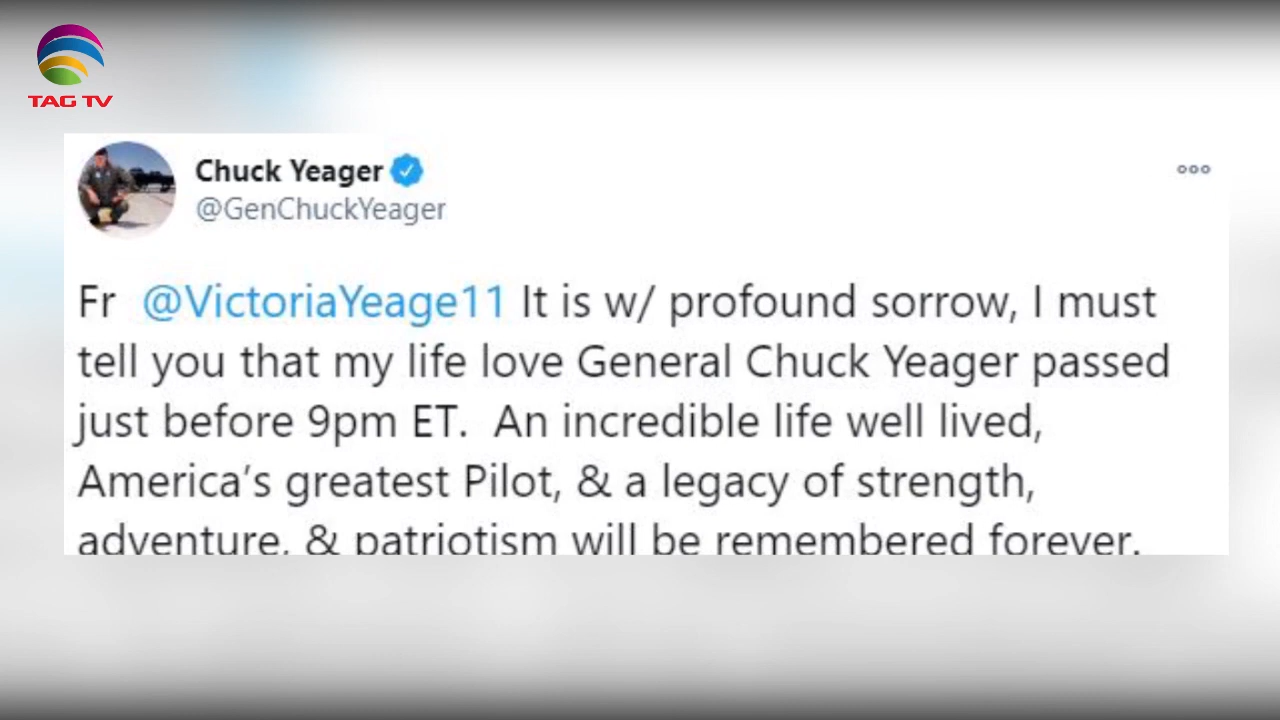 TAG TV
Chuck Yeager
@GenChuckYeager
Fr @VictoriaYeage11 It is w/ profound sorrow, I must
tell you that my life love General Chuck Yeager passed
just before 9pm ET. An incredible life well lived,
America’s greatest Pilot, & a legacy of strength,
adventure, & patriotism will be remembered forever.